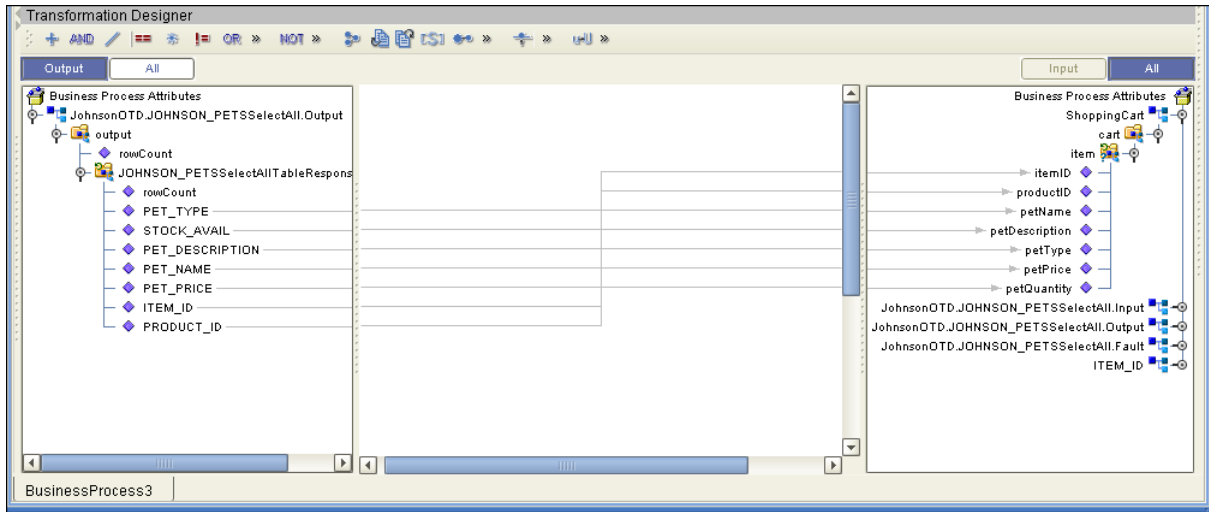 Transformation Designer
AND == != OR » NOT » [S] » » »
Output All Input All
Business Process Attributes
JohnsonOTD.JOHNSON_PETSSelectAll.Output
output
rowCount
JOHNSON_PETSSelectAllTableRespons
rowCount
PET_TYPE
STOCK_AVAIL
PET_DESCRIPTION
PET_NAME
PET_PRICE
ITEM_ID
PRODUCT_ID
Business Process Attributes
ShoppingCart
cart
item
itemID
productID
petName
petDescription
petType
petPrice
petQuantity
JohnsonOTD.JOHNSON_PETSSelectAll.Input
JohnsonOTD.JOHNSON_PETSSelectAll.Output
JohnsonOTD.JOHNSON_PETSSelectAll.Fault
ITEM_ID
BusinessProcess3